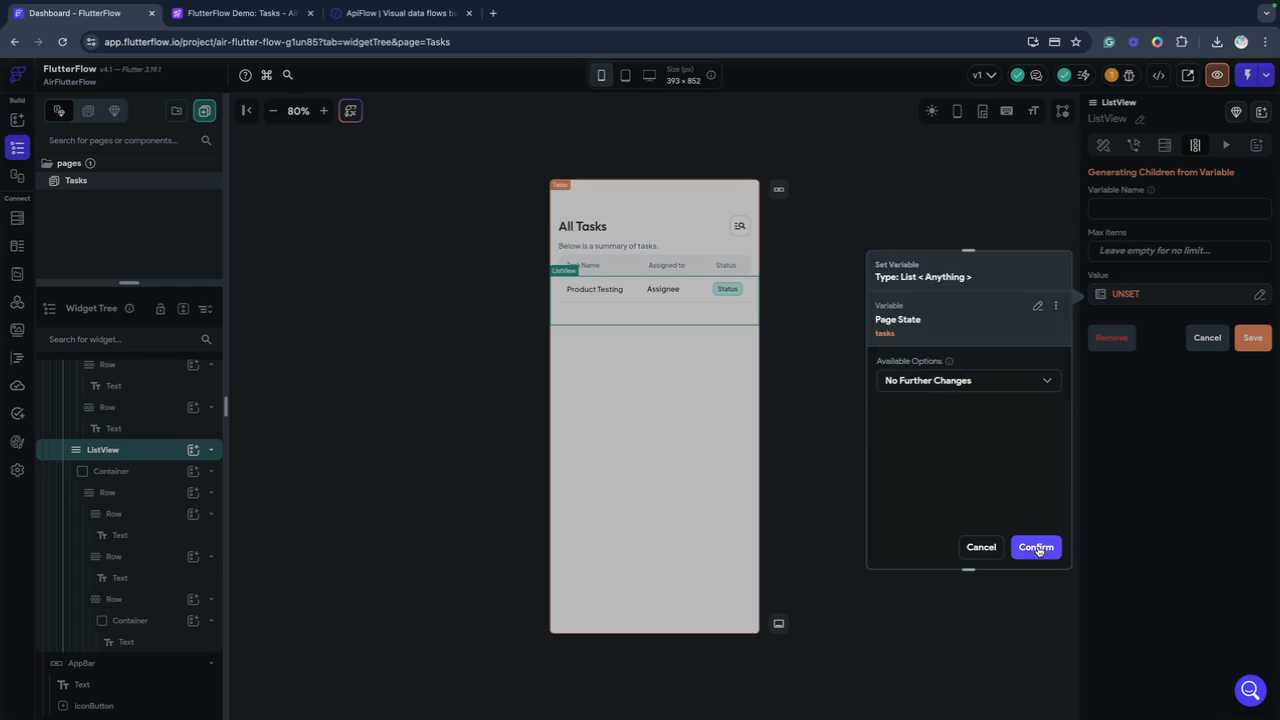 Dashboard - FlutterFlow
FlutterFlow Demo: Tasks - Ai
ApiFlow | Visual data flows b
app.flutterflow.io/project/air-flutter-flow-g1un85?tab=widgetTree&page=Tasks
FlutterFlow v4.1 - Flutter 3.19.1
AirFlutterFlow
80%
Size (px)
393 × 852
v1
1
Build
Connect
Search for pages or components...
pages 1
Tasks
Widget Tree
Search for widget...
Row
Text
Row
Text
ListView
Container
Row
Row
Text
Row
Text
Row
Container
Text
AppBar
Text
IconButton
Tasks
All Tasks
Below is a summary of tasks.
Name
Assigned to
Status
ListView
Product Testing
Assignee
Status
Set Variable
Type: List < Anything >
Variable
Page State
tasks
Available Options
No Further Changes
Cancel
Confirm
ListView
ListView
Generating Children from Variable
Variable Name
Max Items
Leave empty for no limit...
Value
UNSET
Remove
Cancel
Save